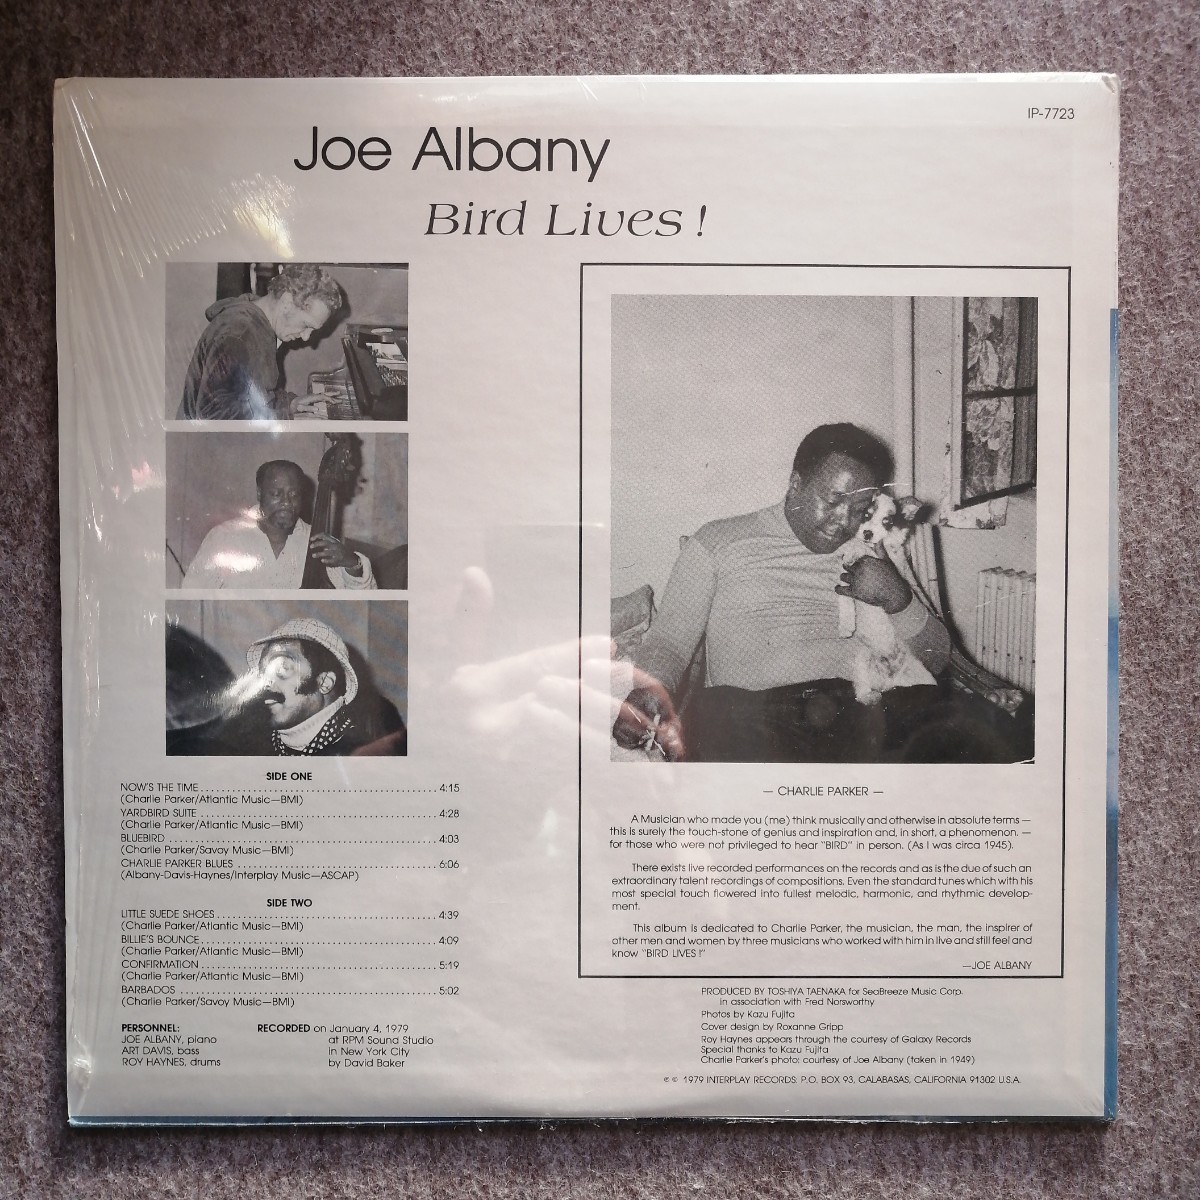 IP-7723
Joe Albany
Bird Lives!
SIDE ONE
NOW'S THE TIME........................................4:15
(Charlie Parker/Atlantic Music—BMI)
YARDBIRD SUITE........................................4:28
(Charlie Parker/Atlantic Music—BMI)
BLUEBIRD........................................4:03
(Charlie Parker/Savoy Music—BMI)
CHARLIE PARKER BLUES........................................6:06
(Albany-Davis-Haynes/Interplay Music—ASCAP)
SIDE TWO
LITTLE SUEDE SHOES........................................4:39
(Charlie Parker/Atlantic Music—BMI)
BILLIE'S BOUNCE........................................4:09
(Charlie Parker/Atlantic Music—BMI)
CONFIRMATION........................................5:19
(Charlie Parker/Atlantic Music—BMI)
BARBADOS........................................5:02
(Charlie Parker/Savoy Music—BMI)
PERSONNEL:
JOE ALBANY, piano
ART DAVIS, bass
ROY HAYNES, drums
RECORDED on January 4, 1979
at RPM Sound Studio
in New York City
by David Baker
— CHARLIE PARKER —
A Musician who made you (me) think musically and otherwise in absolute terms —
this is surely the touch-stone of genius and inspiration and, in short, a phenomenon. —
for those who were not privileged to hear "BIRD" in person. (As I was circa 1945).
There exists live recorded performances on the records and as is the due of such an
extraordinary talent recordings of compositions. Even the standard tunes which with his
most special touch flowered into fullest melodic, harmonic, and rhythmic develop-
ment.
This album is dedicated to Charlie Parker, the musician, the man, the inspirer of
other men and women by three musicians who worked with him in live and still feel and
know "BIRD LIVES!"
—JOE ALBANY
PRODUCED BY TOSHIYA TAENAKA for SeaBreeze Music Corp.
in association with Fred Norsworthy
Photos by Kazu Fujita
Cover design by Roxanne Gripp
Roy Haynes appears through the courtesy of Galaxy Records
Special thanks to Kazu Fujita
Charlie Parker's photo: courtesy of Joe Albany (taken in 1949)
℗ © 1979 INTERPLAY RECORDS: P.O. BOX 93, CALABASAS, CALIFORNIA 91302 U.S.A.